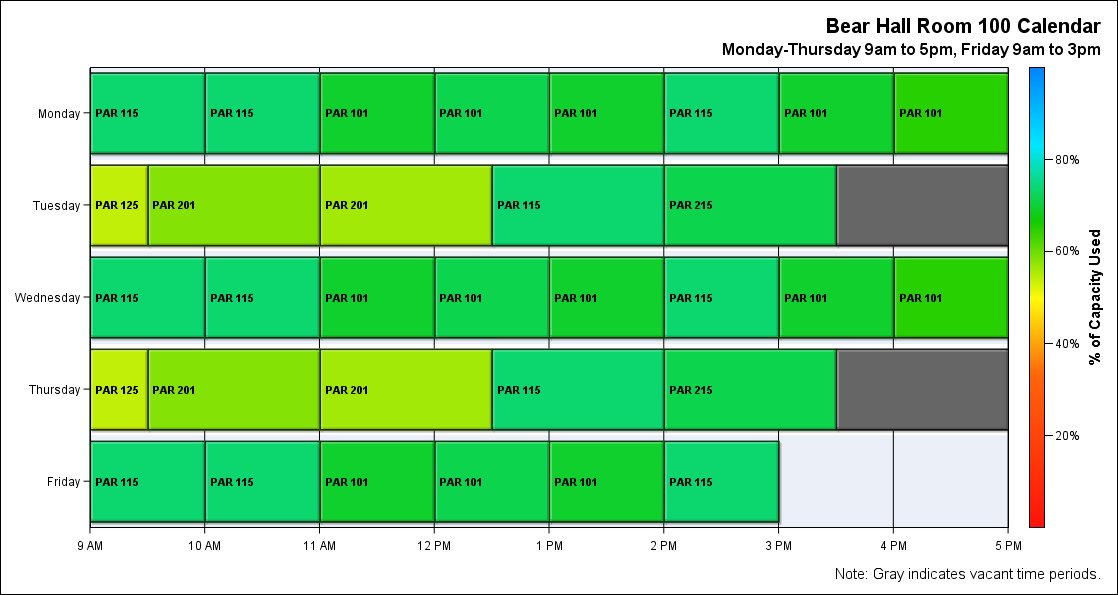 Bear Hall Room 100 Calendar
Monday-Thursday 9am to 5pm, Friday 9am to 3pm
Monday PAR 115 PAR 115 PAR 101 PAR 101 PAR 101 PAR 115 PAR 101 PAR 101
Tuesday PAR 125 PAR 201 PAR 201 PAR 115 PAR 215
Wednesday PAR 115 PAR 115 PAR 101 PAR 101 PAR 101 PAR 115 PAR 101 PAR 101
Thursday PAR 125 PAR 201 PAR 201 PAR 115 PAR 215
Friday PAR 115 PAR 115 PAR 101 PAR 101 PAR 101 PAR 115
9 AM 10 AM 11 AM 12 PM 1 PM 2 PM 3 PM 4 PM 5 PM
80%
60%
40%
20%
% of Capacity Used
Note: Gray indicates vacant time periods.